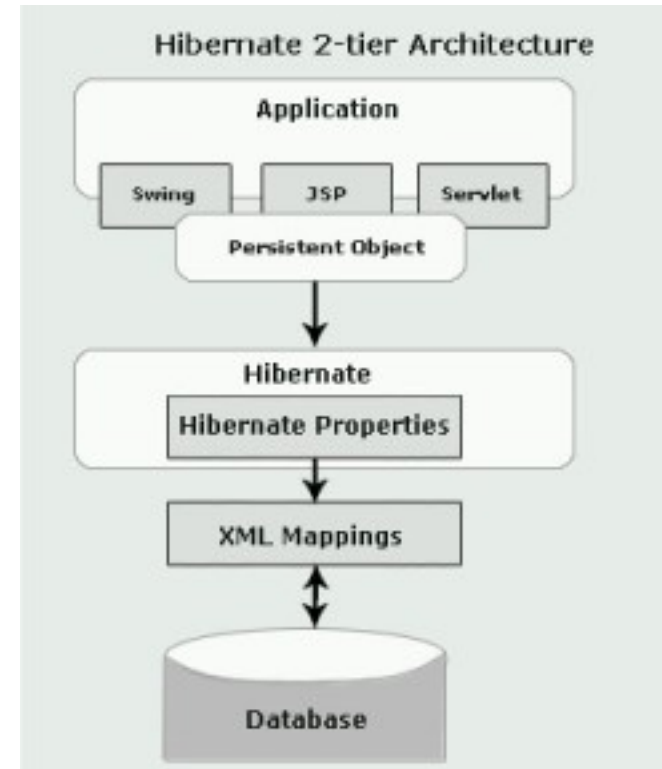 Hibernate 2-tier Architecture
Application
Swing
JSP
Servlet
Persistent Object
Hibernate
Hibernate Properties
XML Mappings
Database